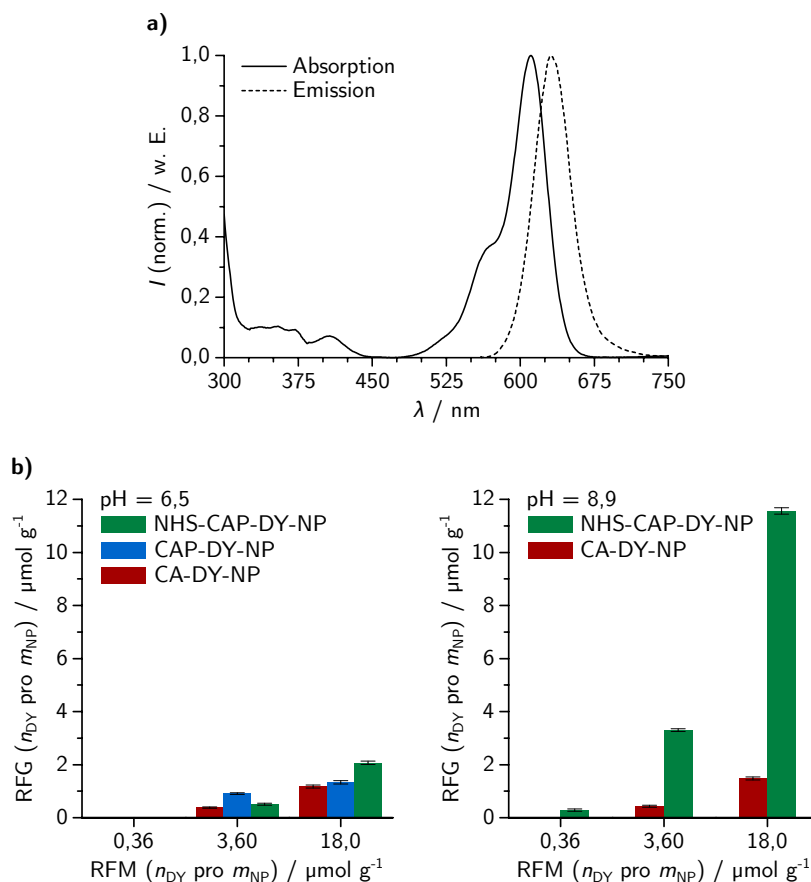 a)
1,0
0,8
0,6
0,4
0,2
0,0
I (norm.) / w. E.
Absorption
Emission
300 375 450 525 600 675 750
λ / nm
b)
pH = 6,5
NHS-CAP-DY-NP
CAP-DY-NP
CA-DY-NP
12
10
8
6
4
2
0
RFG (nDY pro mNP) / µmol g⁻¹
0,36 3,60 18,0
RFM (nDY pro mNP) / µmol g⁻¹
pH = 8,9
NHS-CAP-DY-NP
CA-DY-NP
12
10
8
6
4
2
0
RFG (nDY pro mNP) / µmol g⁻¹
0,36 3,60 18,0
RFM (nDY pro mNP) / µmol g⁻¹